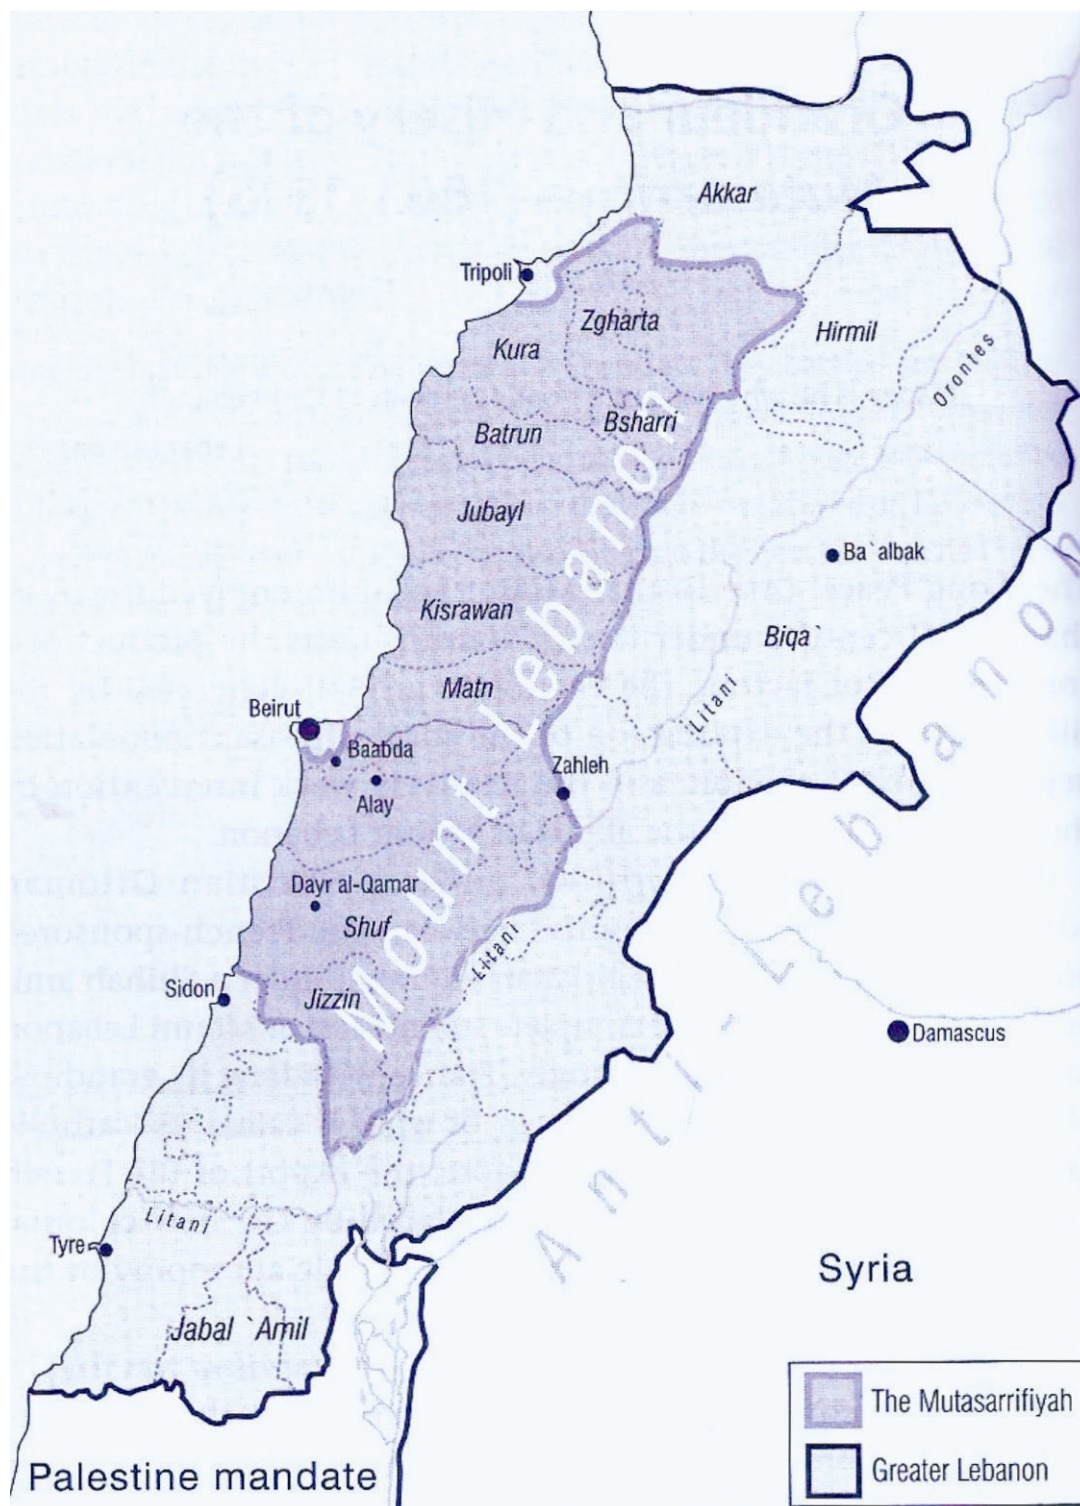 Akkar
Tripoli
Zgharta
Kura
Hirmil
Orontes
Batrun
Bsharri
Jubayl
Ba`albak
Kisrawan
Biqa`
Matn
Litani
Beirut
Baabda
Zahleh
Alay
Mount Lebanon
Dayr al-Qamar
Shuf
Litani
Sidon
Jizzin
Damascus
Anti-Lebanon
Litani
Tyre
Syria
Jabal `Amil
The Mutasarrifiyah
Greater Lebanon
Palestine mandate